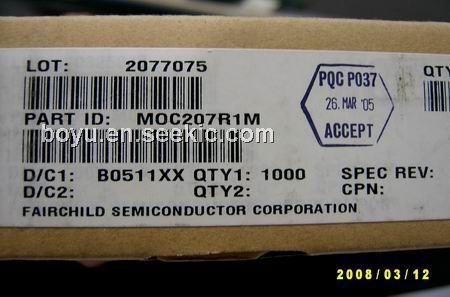 LOT: 2077075
PQC P037
26. MAR '05
ACCEPT
QTY
PART ID: MOC207R1M
boyu.en.seekic.com
D/C1: B0511XX QTY1: 1000 SPEC REV:
D/C2: QTY2: CPN:
FAIRCHILD SEMICONDUCTOR CORPORATION
2008/03/12